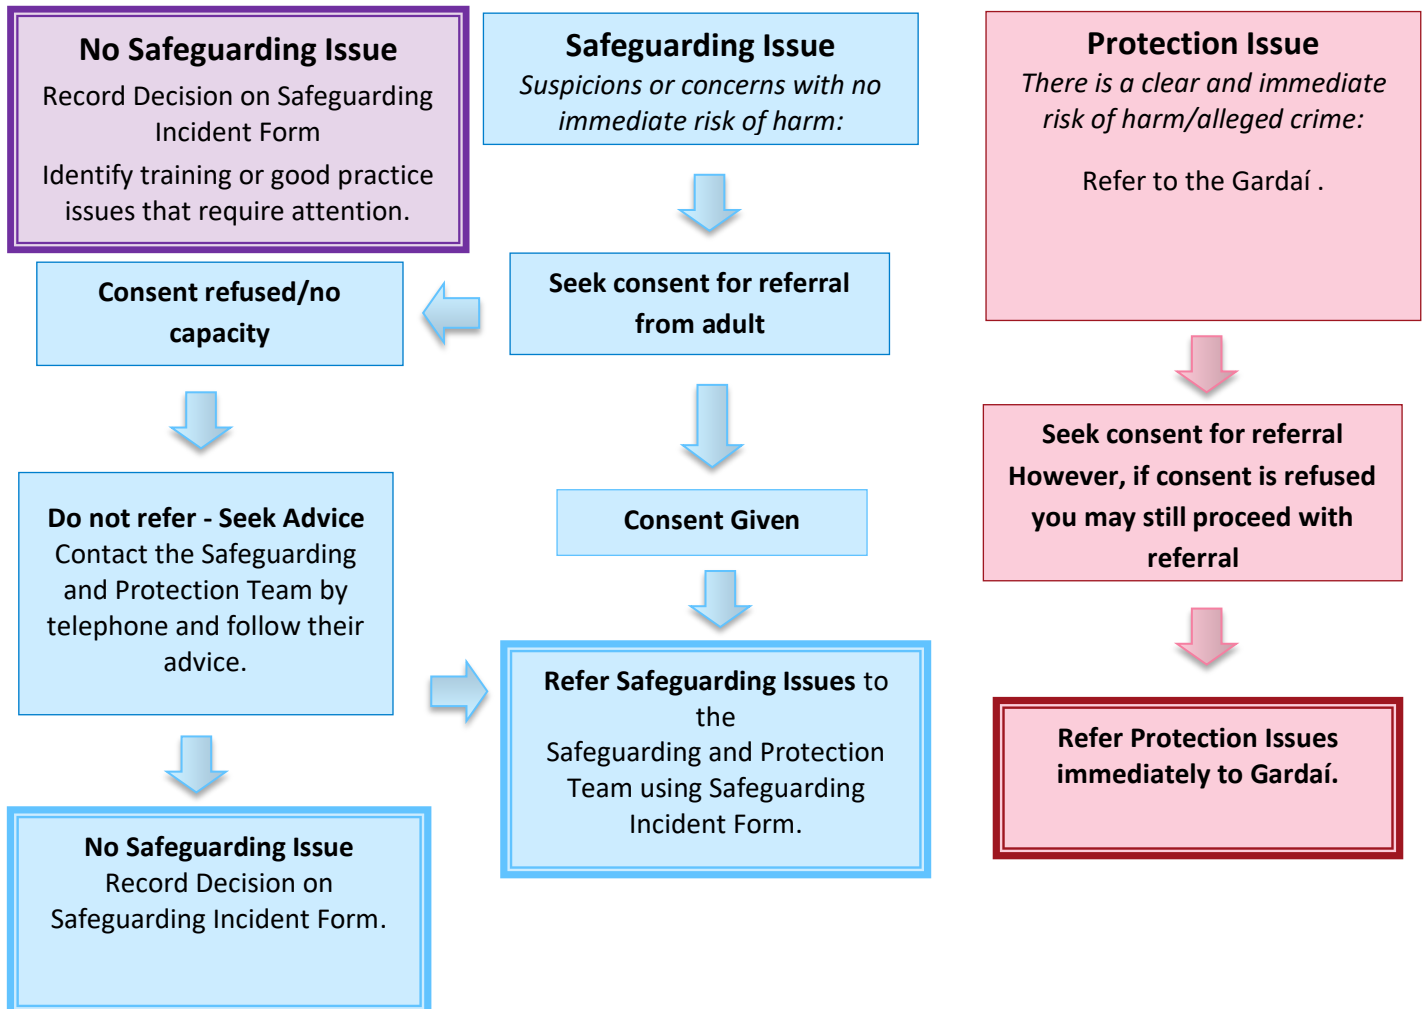 No Safeguarding Issue
Record Decision on Safeguarding
Incident Form
Identify training or good practice
issues that require attention.
Safeguarding Issue
Suspicions or concerns with no
immediate risk of harm:
Protection Issue
There is a clear and immediate
risk of harm/alleged crime:
Refer to the Gardaí .
Consent refused/no
capacity
Seek consent for referral
from adult
Do not refer - Seek Advice
Contact the Safeguarding
and Protection Team by
telephone and follow their
advice.
Consent Given
Seek consent for referral
However, if consent is refused
you may still proceed with
referral
No Safeguarding Issue
Record Decision on
Safeguarding Incident Form.
Refer Safeguarding Issues to
the
Safeguarding and Protection
Team using Safeguarding
Incident Form.
Refer Protection Issues
immediately to Gardaí.